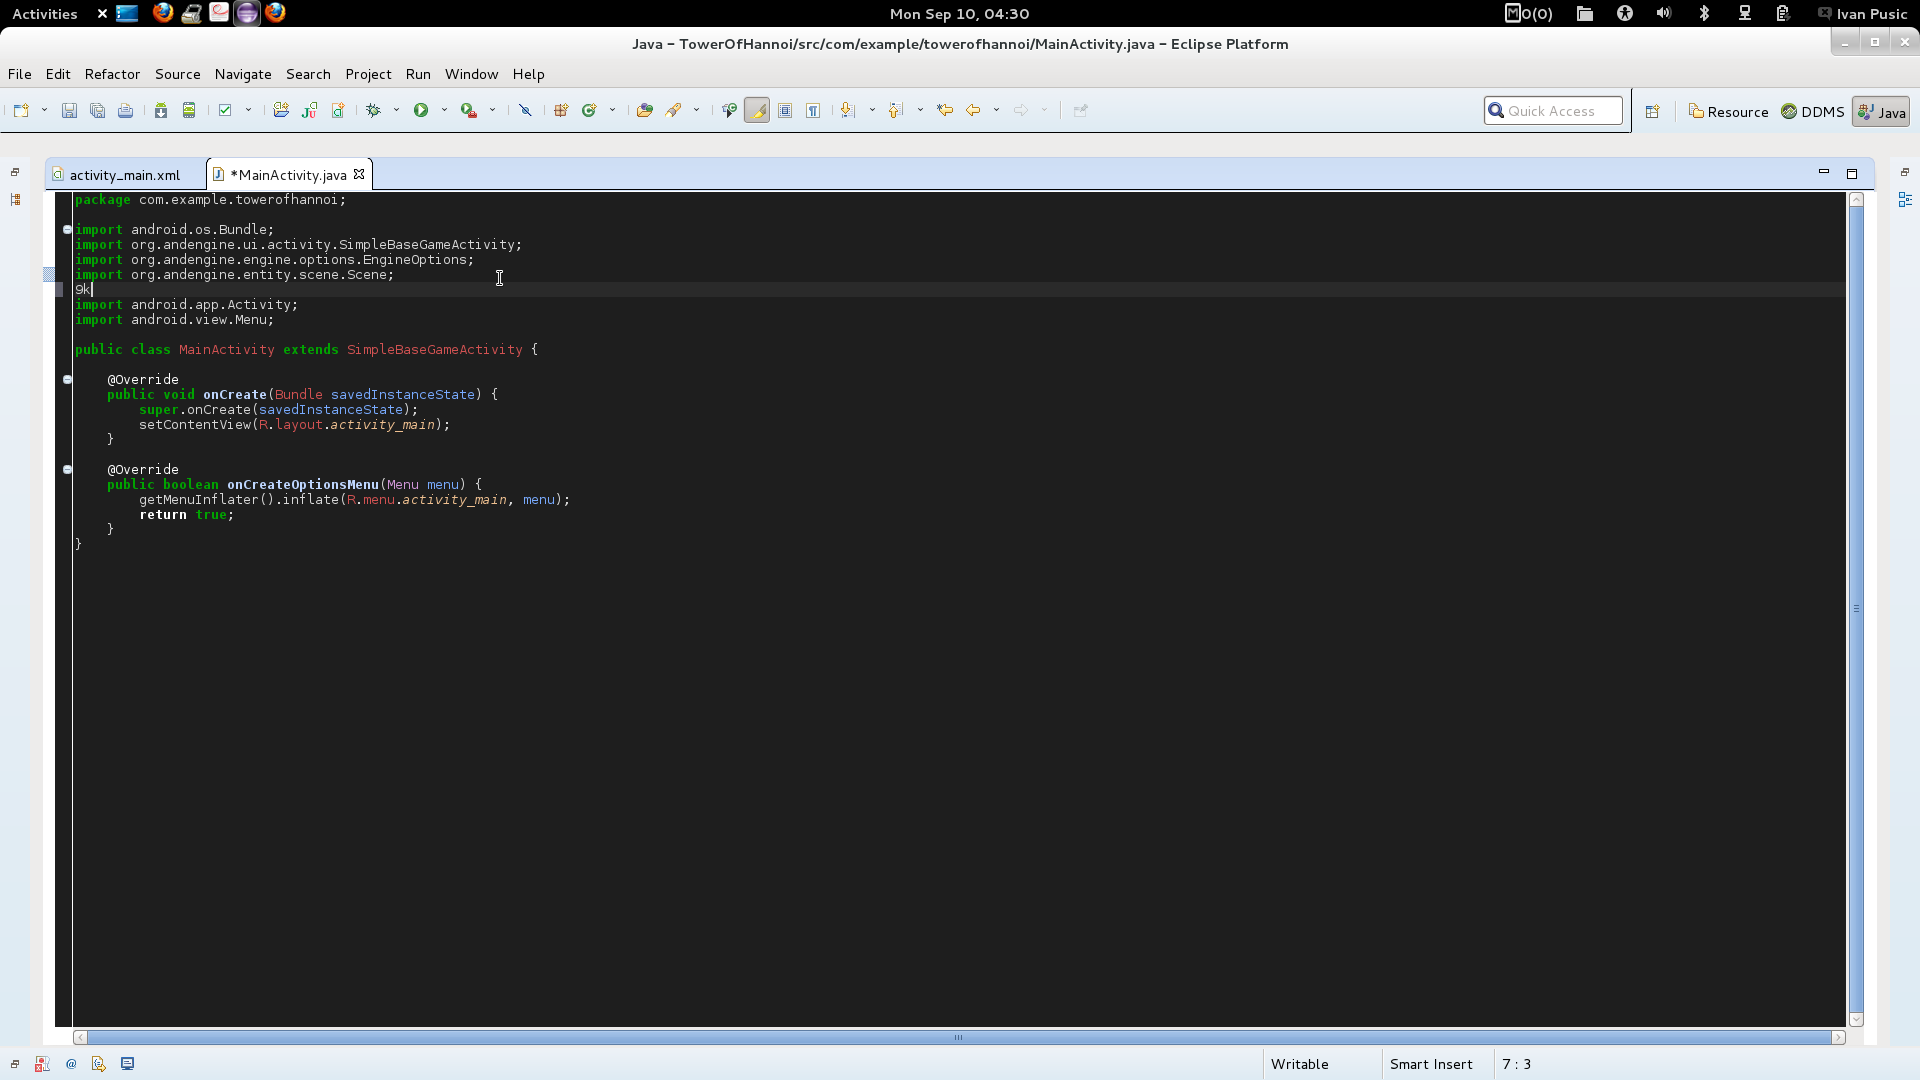 Activities
Mon Sep 10, 04:30
0(0)
Ivan Pusic
Java - TowerOfHannoi/src/com/example/towerofhannoi/MainActivity.java - Eclipse Platform
File Edit Refactor Source Navigate Search Project Run Window Help
Quick Access
Resource
DDMS
Java
activity_main.xml
*MainActivity.java
package com.example.towerofhannoi;
import android.os.Bundle;
import org.andengine.ui.activity.SimpleBaseGameActivity;
import org.andengine.engine.options.EngineOptions;
import org.andengine.entity.scene.Scene;
9k
import android.app.Activity;
import android.view.Menu;
public class MainActivity extends SimpleBaseGameActivity {
@Override
public void onCreate(Bundle savedInstanceState) {
super.onCreate(savedInstanceState);
setContentView(R.layout.activity_main);
}
@Override
public boolean onCreateOptionsMenu(Menu menu) {
getMenuInflater().inflate(R.menu.activity_main, menu);
return true;
}
}
Writable
Smart Insert
7 : 3